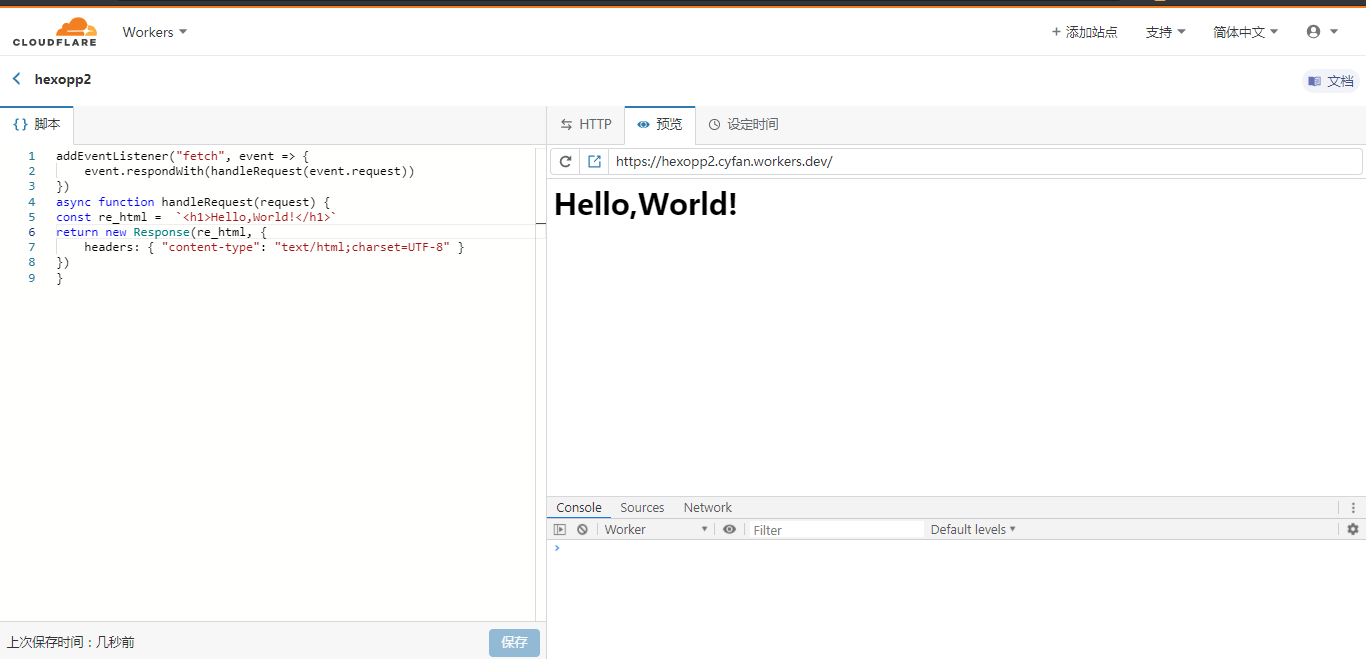 CLOUDFLARE
Workers
+ 添加站点
支持
简体中文
hexopp2
文档
{} 脚本
HTTP
预览
设定时间
https://hexopp2.cyfan.workers.dev/
1 addEventListener("fetch", event => {
2     event.respondWith(handleRequest(event.request))
3 })
4 async function handleRequest(request) {
5 const re_html =  `<h1>Hello,World!</h1>`
6 return new Response(re_html, {
7     headers: { "content-type": "text/html;charset=UTF-8" }
8 })
9 }
Hello,World!
Console Sources Network
Worker Filter Default levels
上次保存时间：几秒前
保存